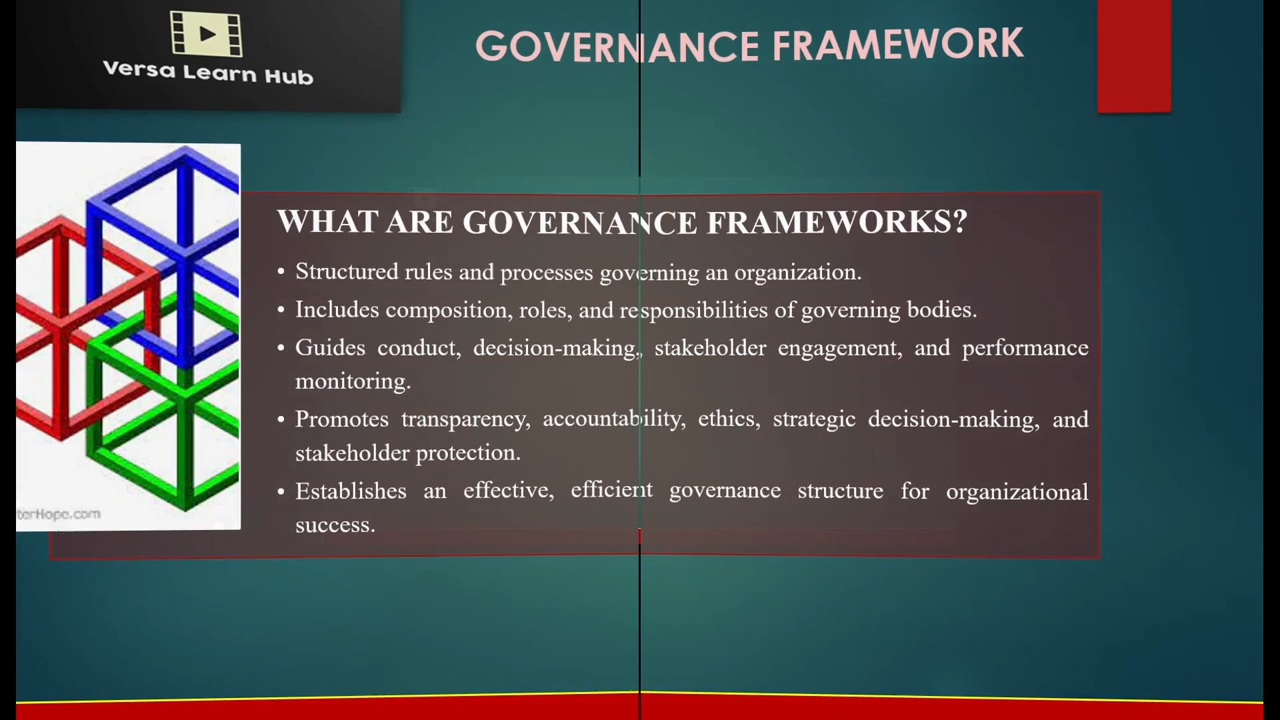 Versa Learn Hub
GOVERNANCE FRAMEWORK
WHAT ARE GOVERNANCE FRAMEWORKS?
• Structured rules and processes governing an organization.
• Includes composition, roles, and responsibilities of governing bodies.
• Guides conduct, decision-making, stakeholder engagement, and performance
monitoring.
• Promotes transparency, accountability, ethics, strategic decision-making, and
stakeholder protection.
• Establishes an effective, efficient governance structure for organizational
success.
terHope.com